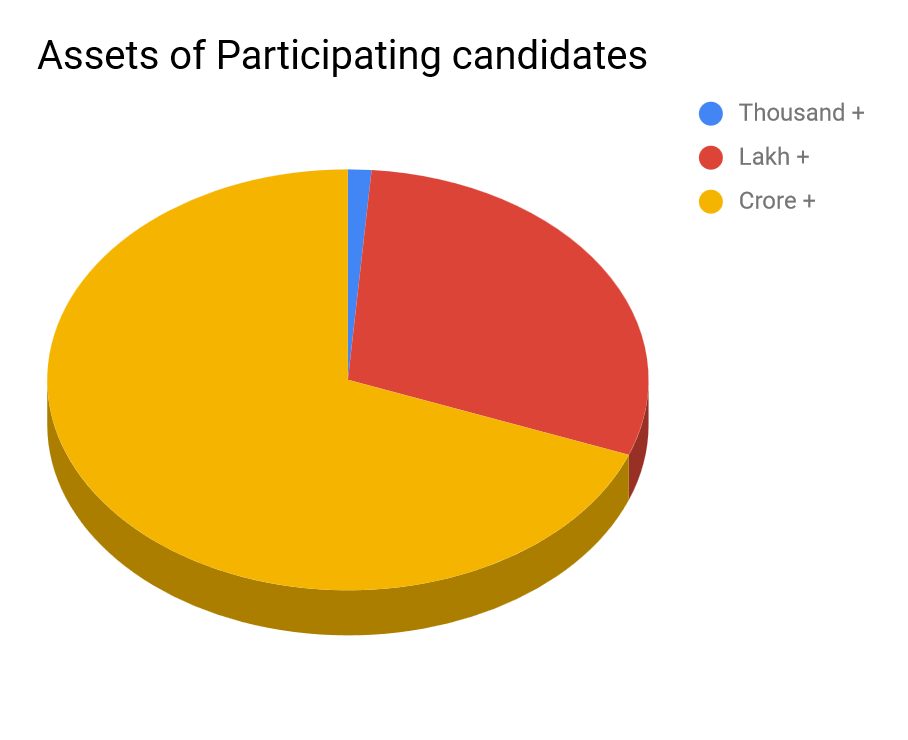 Assets of Participating candidates
Thousand +
Lakh +
Crore +